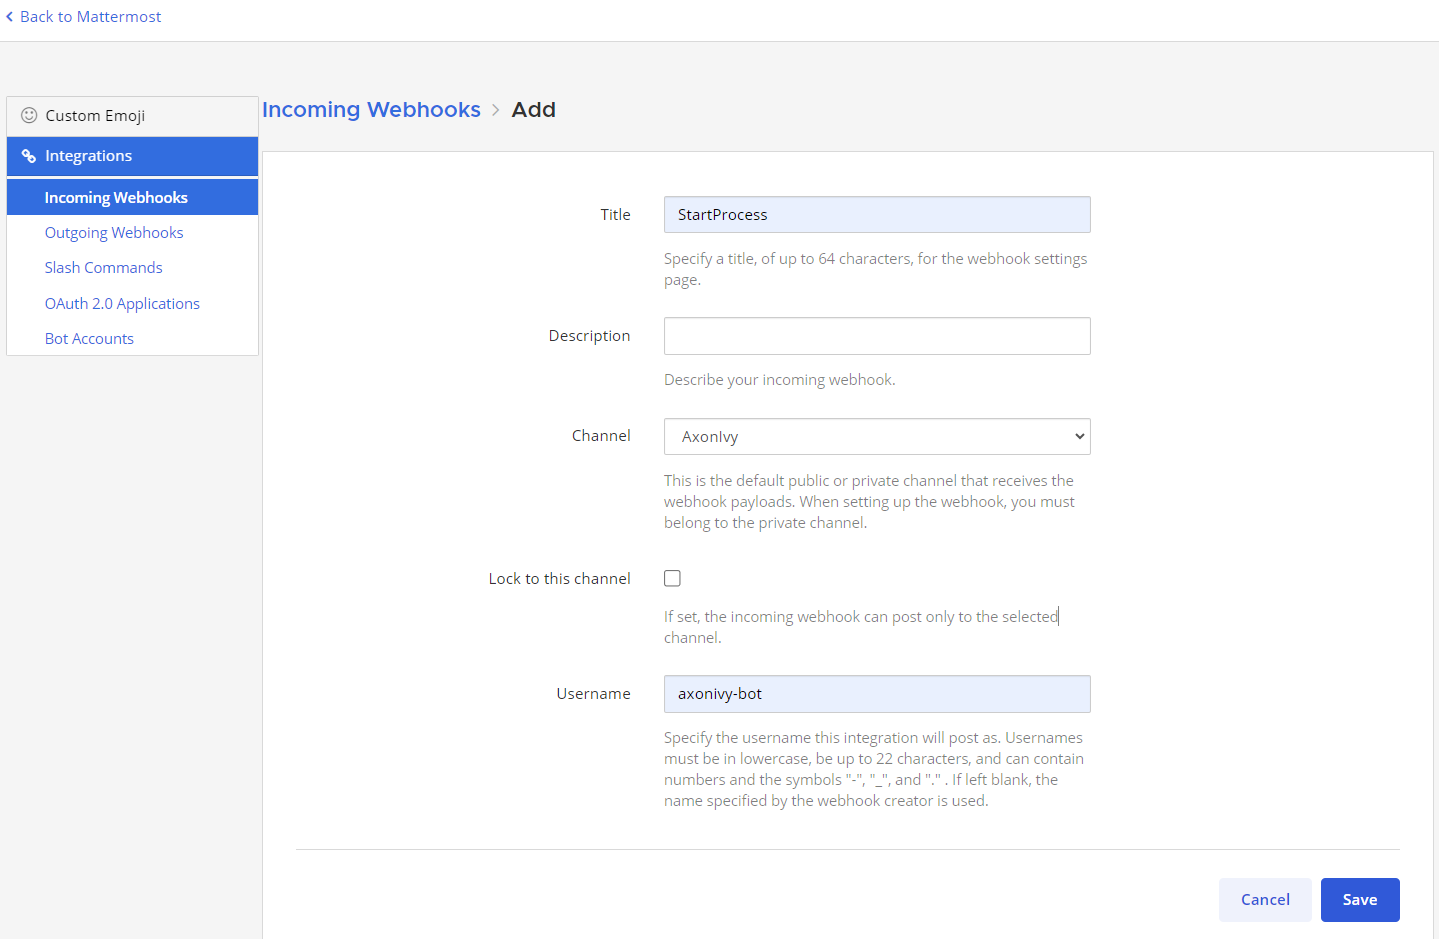 Back to Mattermost
Custom Emoji
Integrations
Incoming Webhooks
Outgoing Webhooks
Slash Commands
OAuth 2.0 Applications
Bot Accounts
Incoming Webhooks > Add
Title
StartProcess
Specify a title, of up to 64 characters, for the webhook settings
page.
Description
Describe your incoming webhook.
Channel
AxonIvy
This is the default public or private channel that receives the
webhook payloads. When setting up the webhook, you must
belong to the private channel.
Lock to this channel
If set, the incoming webhook can post only to the selected
channel.
Username
axonivy-bot
Specify the username this integration will post as. Usernames
must be in lowercase, be up to 22 characters, and can contain
numbers and the symbols "-", "_", and "." . If left blank, the
name specified by the webhook creator is used.
Cancel
Save